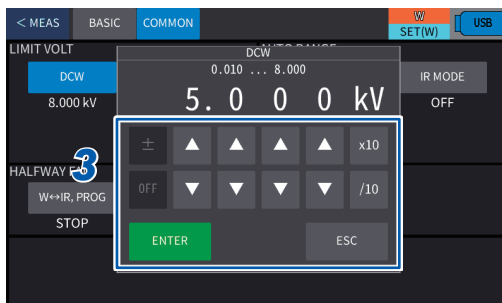 < MEAS BASIC COMMON W SET(W) USB
LIMIT VOLT
DCW
0.010 ... 8.000
5.000 kV
DCW
8.000 kV
IR MODE
OFF
± ▲ ▲ ▲ ▲ x10
OFF ▼ ▼ ▼ ▼ /10
ENTER ESC
3
HALFWAY
W↔IR, PROG
STOP